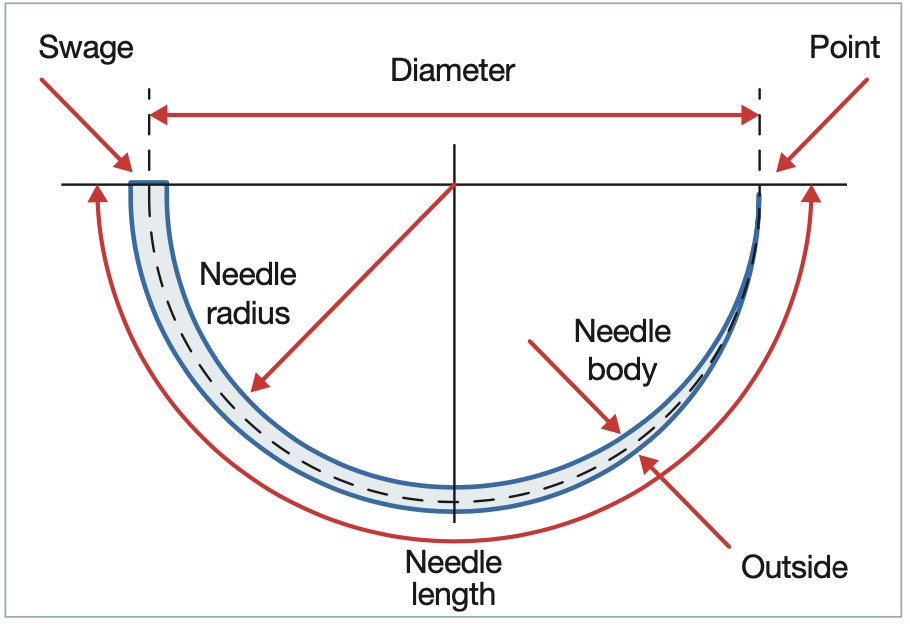 Swage
Diameter
Point
Needle
radius
Needle
body
Needle
length
Outside